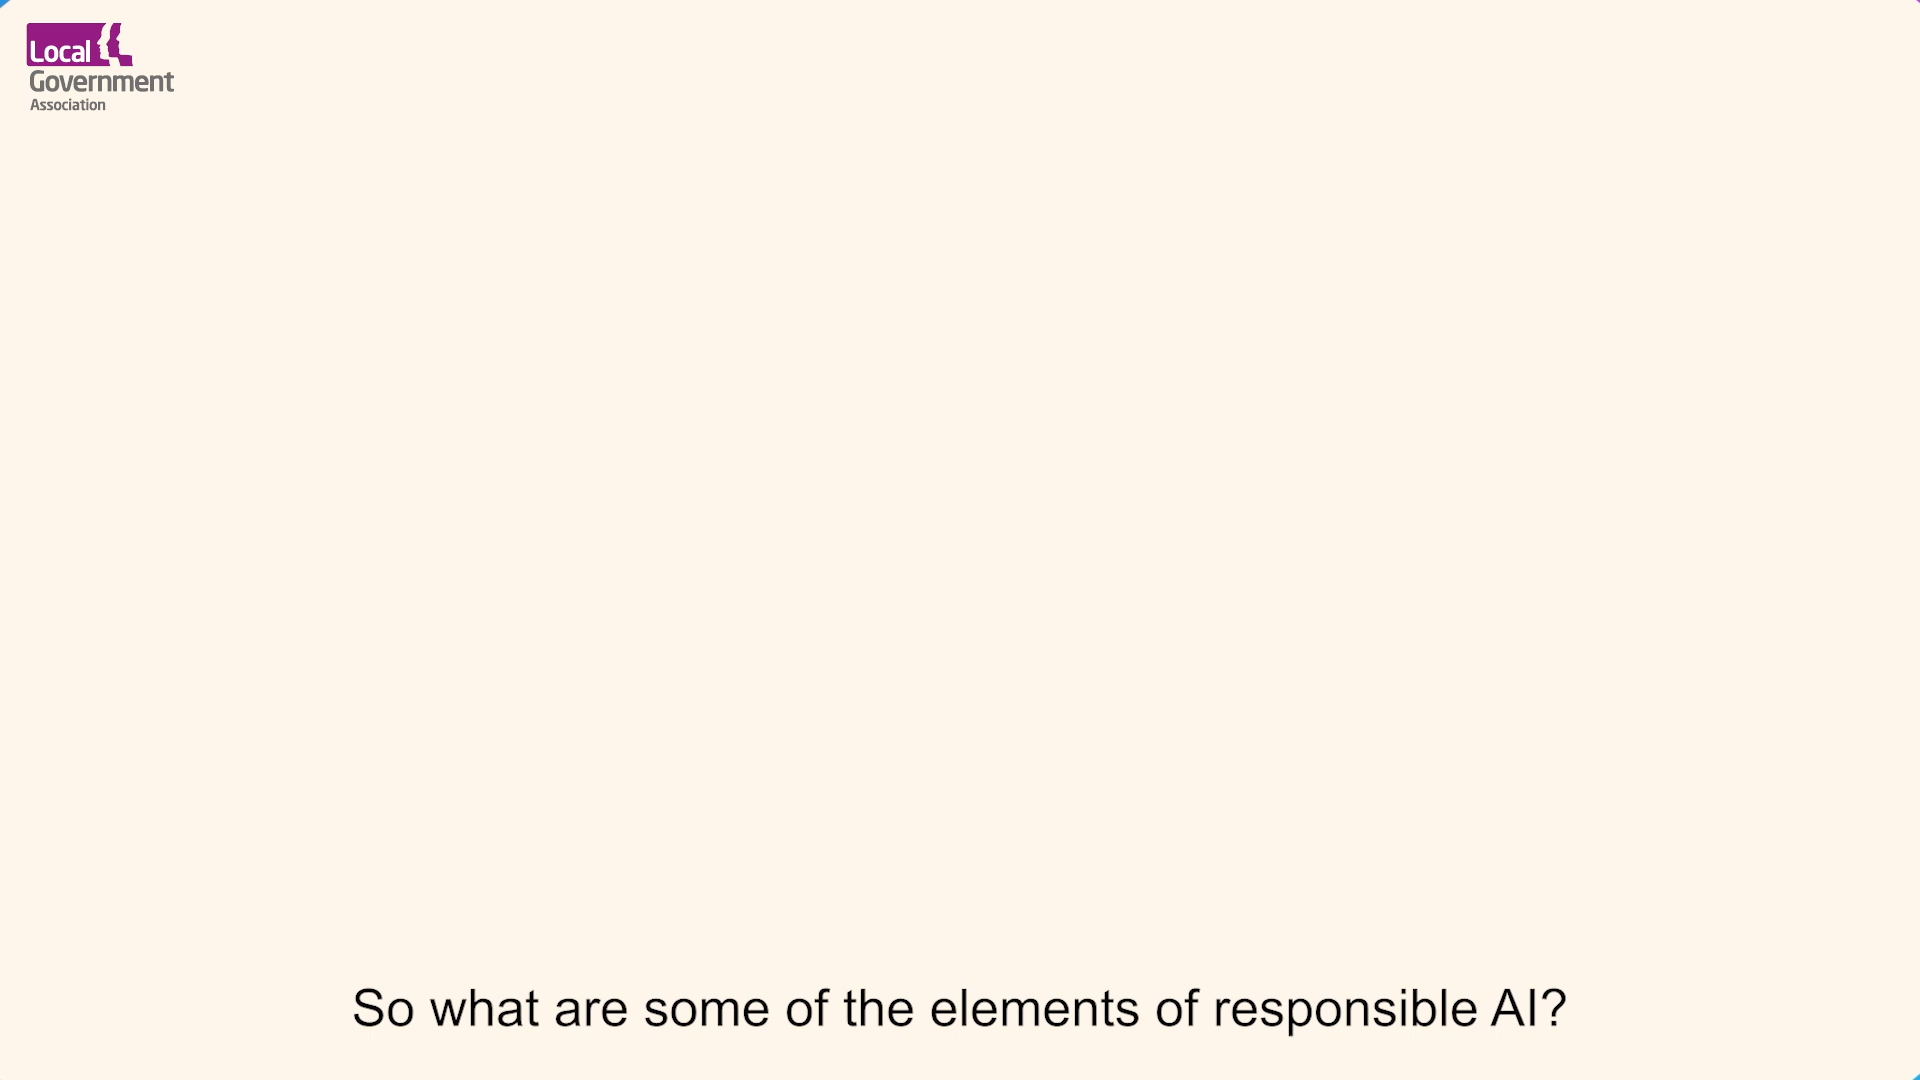 Local
Government
Association
So what are some of the elements of responsible AI?